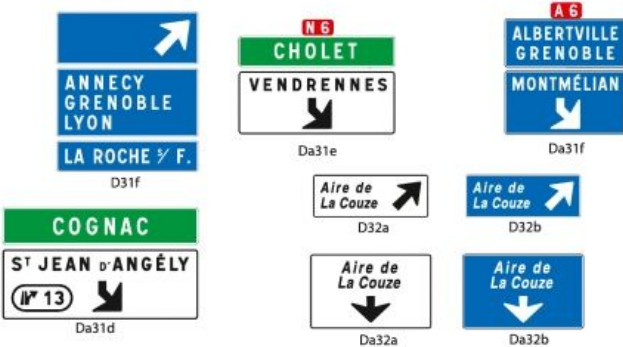 ANNECY
GRENOBLE
LYON
LA ROCHE S/ F.
D31f
N 6
CHOLET
VENDRENNES
Da31e
A 6
ALBERTVILLE
GRENOBLE
MONTMÉLIAN
Da31f
COGNAC
ST JEAN D'ANGÉLY
13
Da31d
Aire de
La Couze
D32a
Aire de
La Couze
D32b
Aire de
La Couze
Da32a
Aire de
La Couze
Da32b